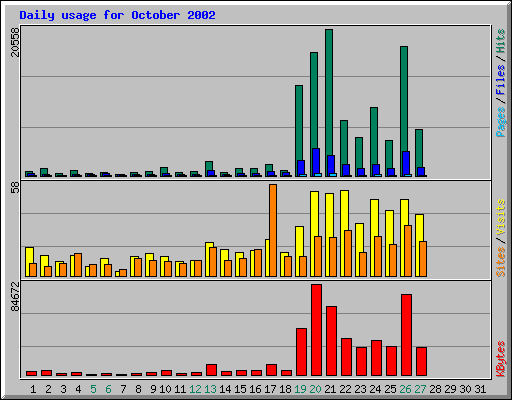 Daily usage for October 2002
20558
Pages / Files / Hits
58
Sites / Visits
84672
KBytes
1 2 3 4 5 6 7 8 9 10 11 12 13 14 15 16 17 18 19 20 21 22 23 24 25 26 27 28 29 30 31